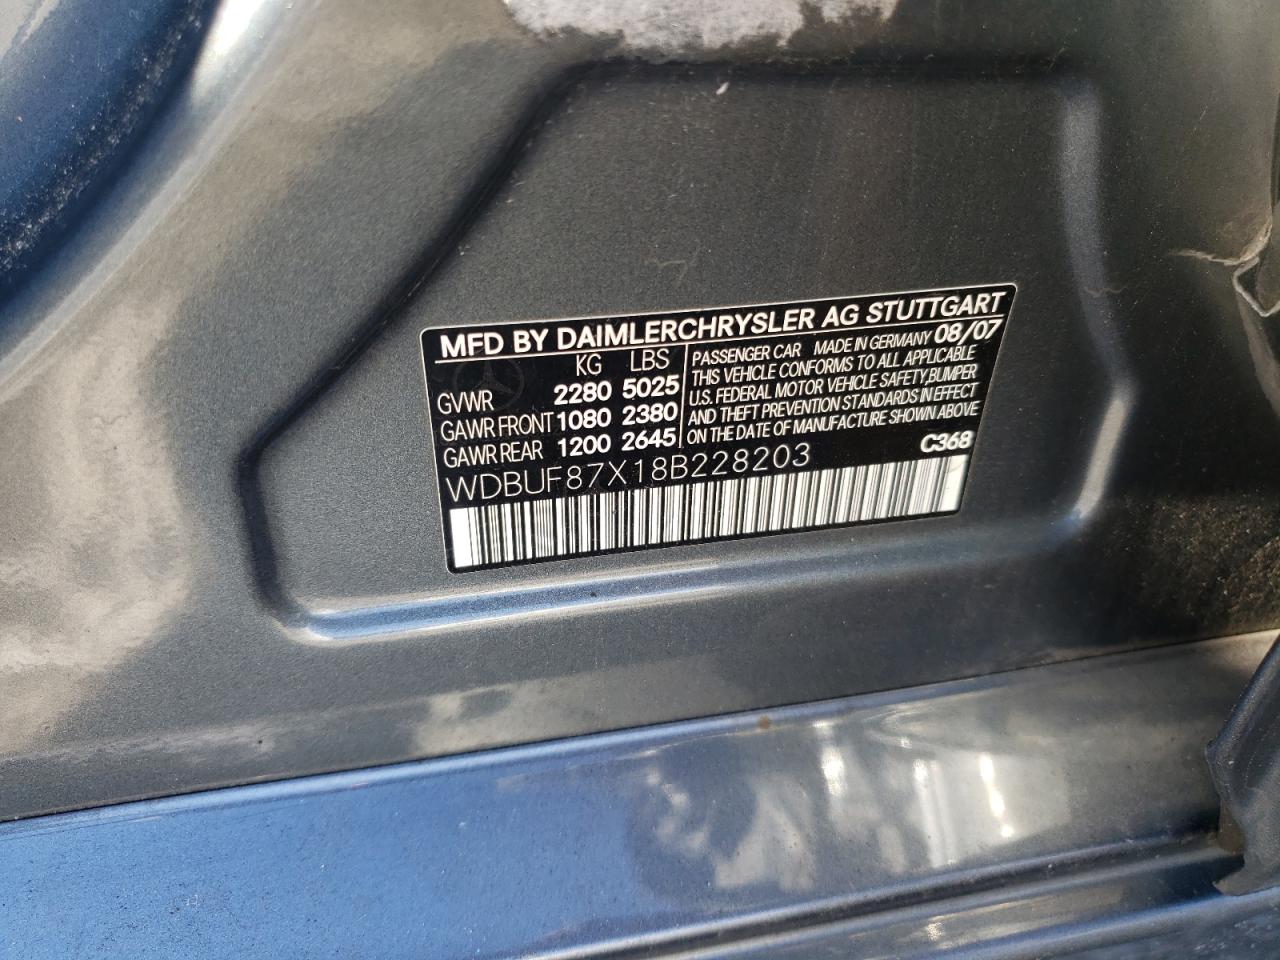 MFD BY DAIMLERCHRYSLER AG STUTTGART
KG LBS
GVWR 2280 5025
GAWR FRONT 1080 2380
GAWR REAR 1200 2645
PASSENGER CAR MADE IN GERMANY 08/07
THIS VEHICLE CONFORMS TO ALL APPLICABLE
U.S. FEDERAL MOTOR VEHICLE SAFETY,BUMPER
AND THEFT PREVENTION STANDARDS IN EFFECT
ON THE DATE OF MANUFACTURE SHOWN ABOVE
C368
WDBUF87X18B228203